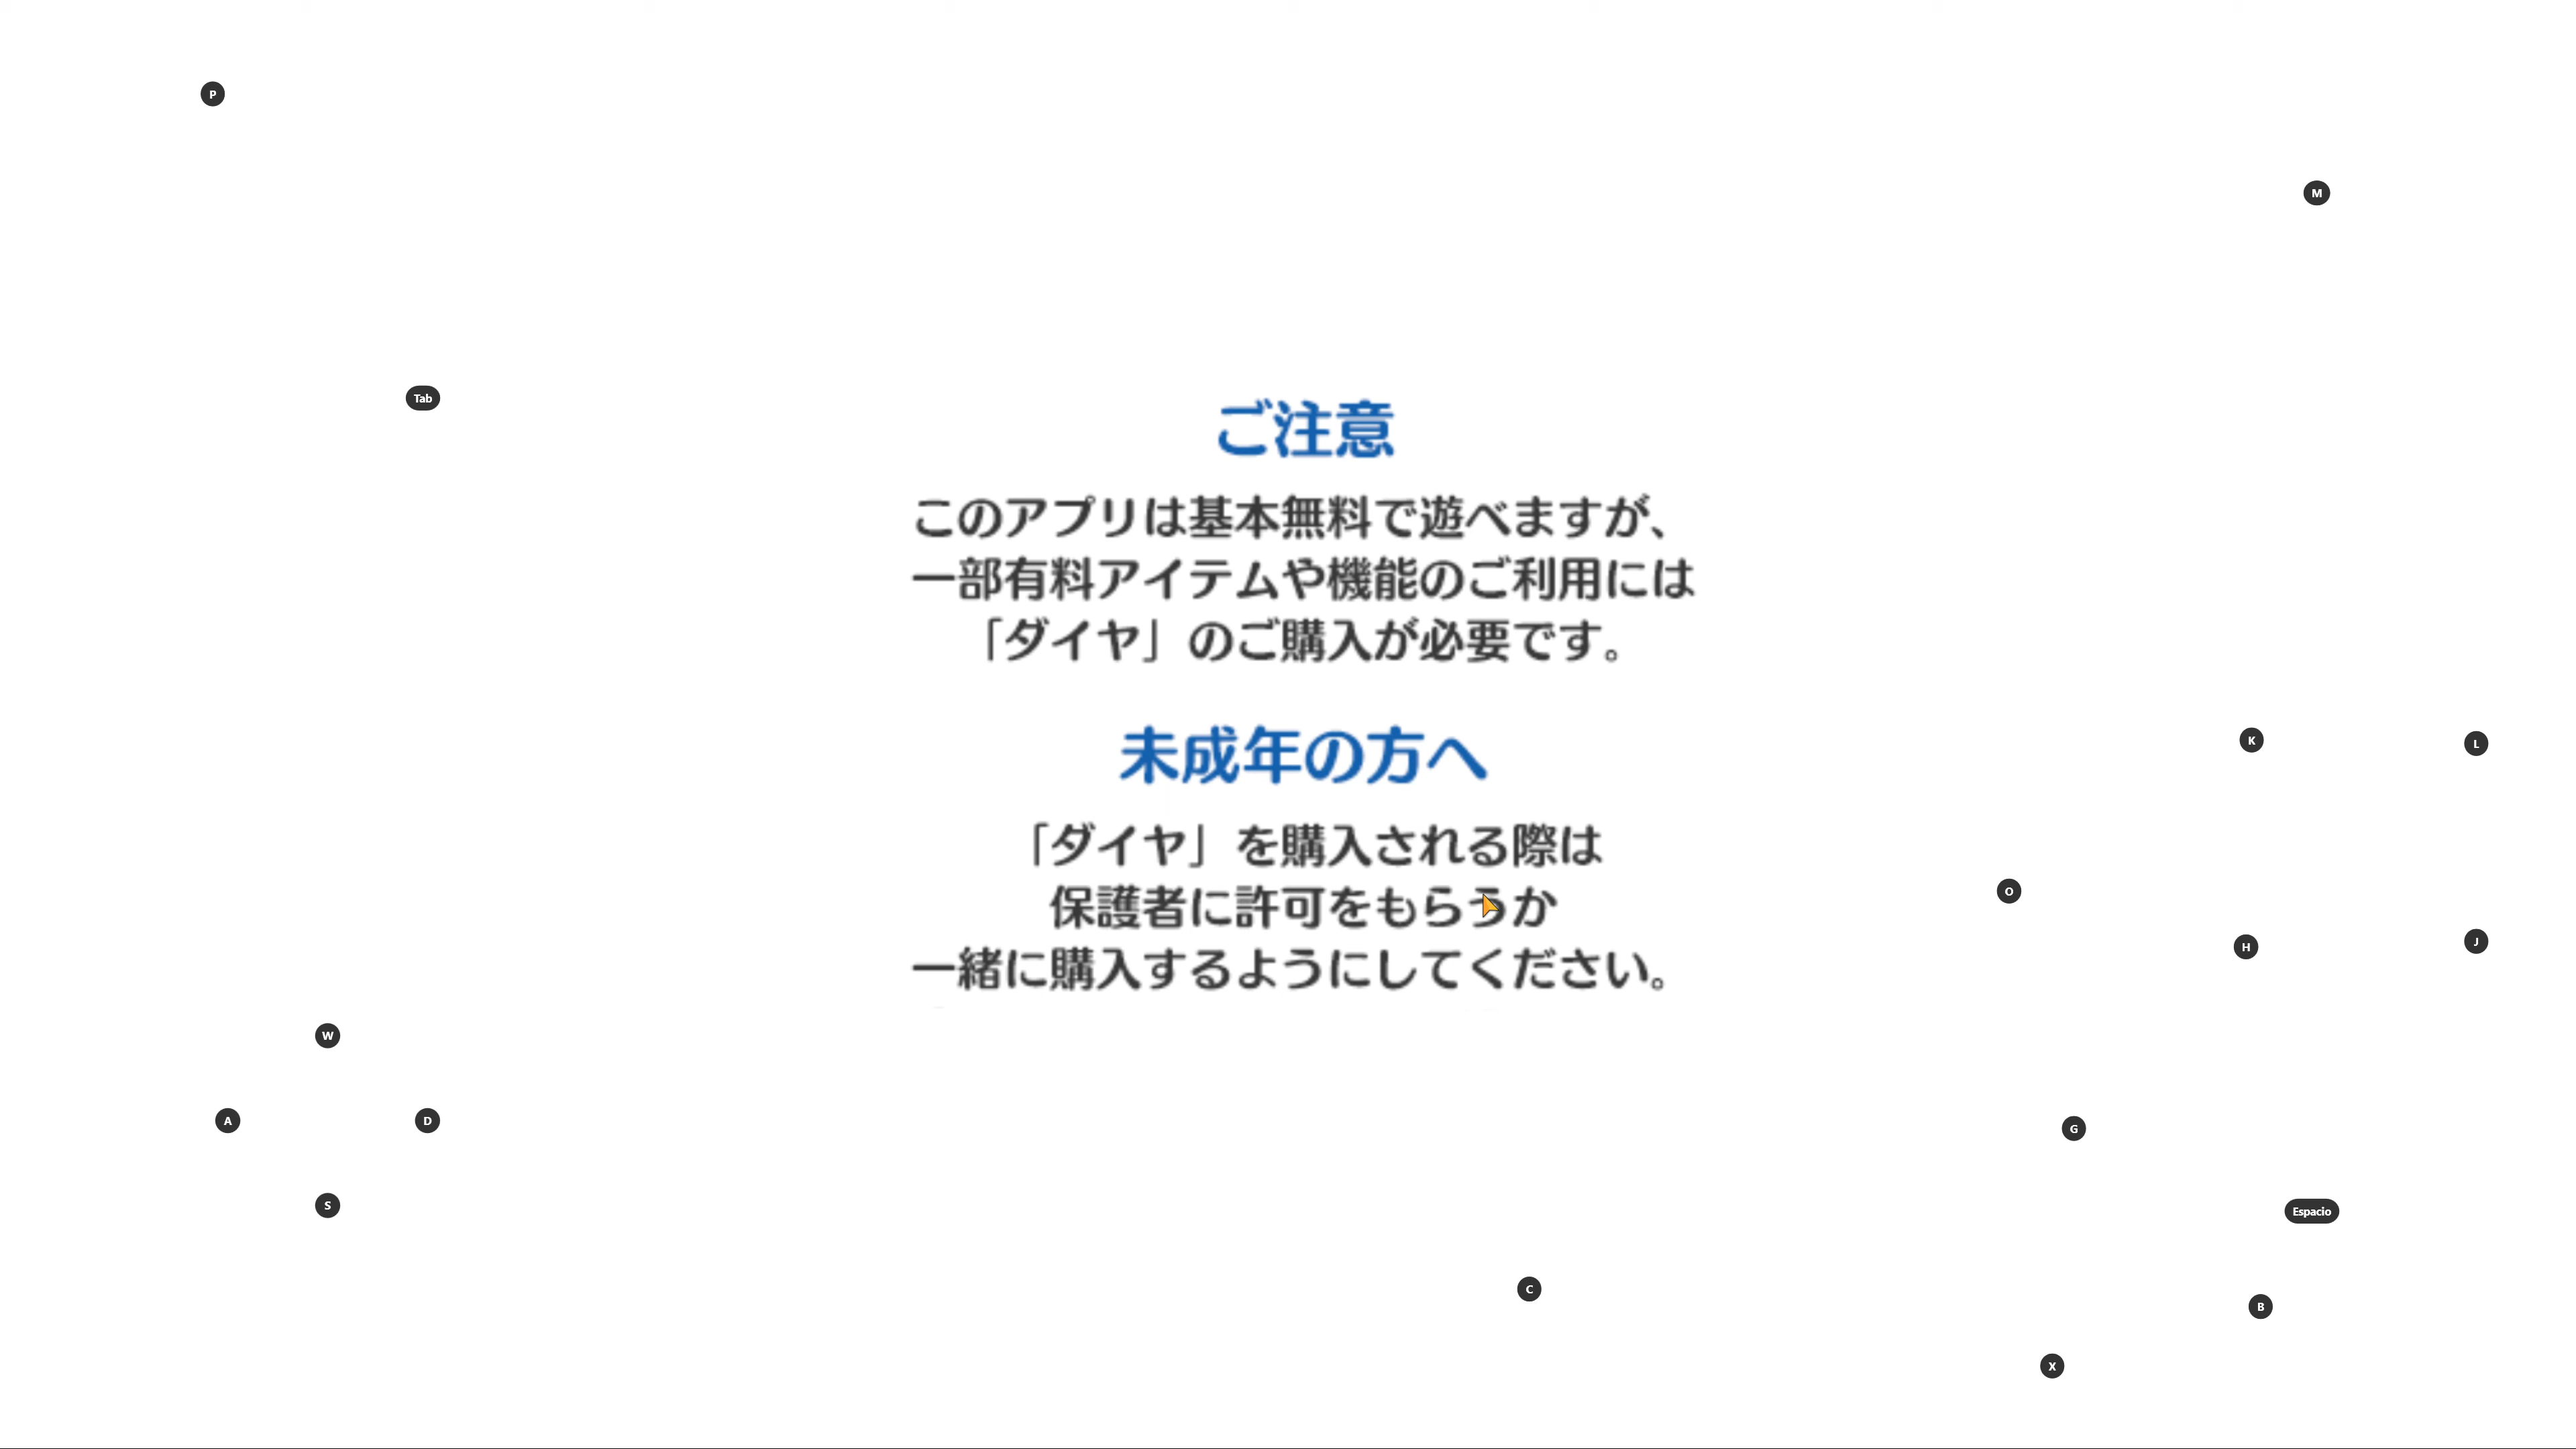 P
M
Tab
ご注意
このアプリは基本無料で遊べますが、
一部有料アイテムや機能のご利用には
「ダイヤ」のご購入が必要です。
未成年の方へ
K
L
「ダイヤ」を購入される際は
保護者に許可をもらうか
O
一緒に購入するようにしてください。
H
J
W
A
D
G
S
Espacio
C
B
X